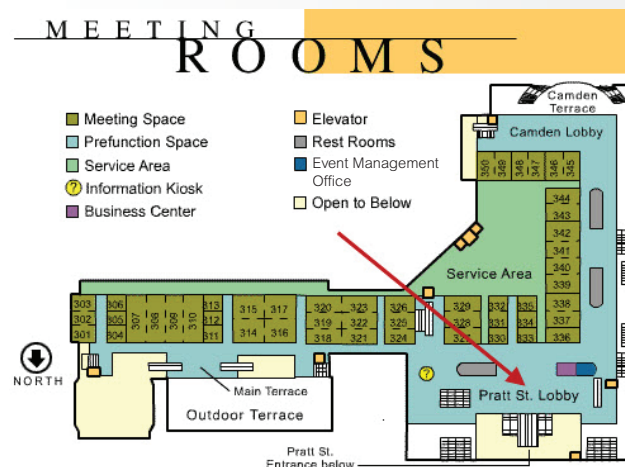 MEETING
ROOMS
Meeting Space
Prefunction Space
Service Area
? Information Kiosk
Business Center
Elevator
Rest Rooms
Event Management
Office
Open to Below
Camden
Terrace
Camden Lobby
350 349 348 347 346 345
344
343
342
341
340
339
338
337
336
Service Area
303 306 307 308 309 310 313 315 317 320 323 326 329 332 335
302 305 312 314 316 319 322 325 328 331 334
301 304 311 318 321 324 330 333
NORTH
Main Terrace
Outdoor Terrace
?
Pratt St. Lobby
Pratt St.
Entrance below